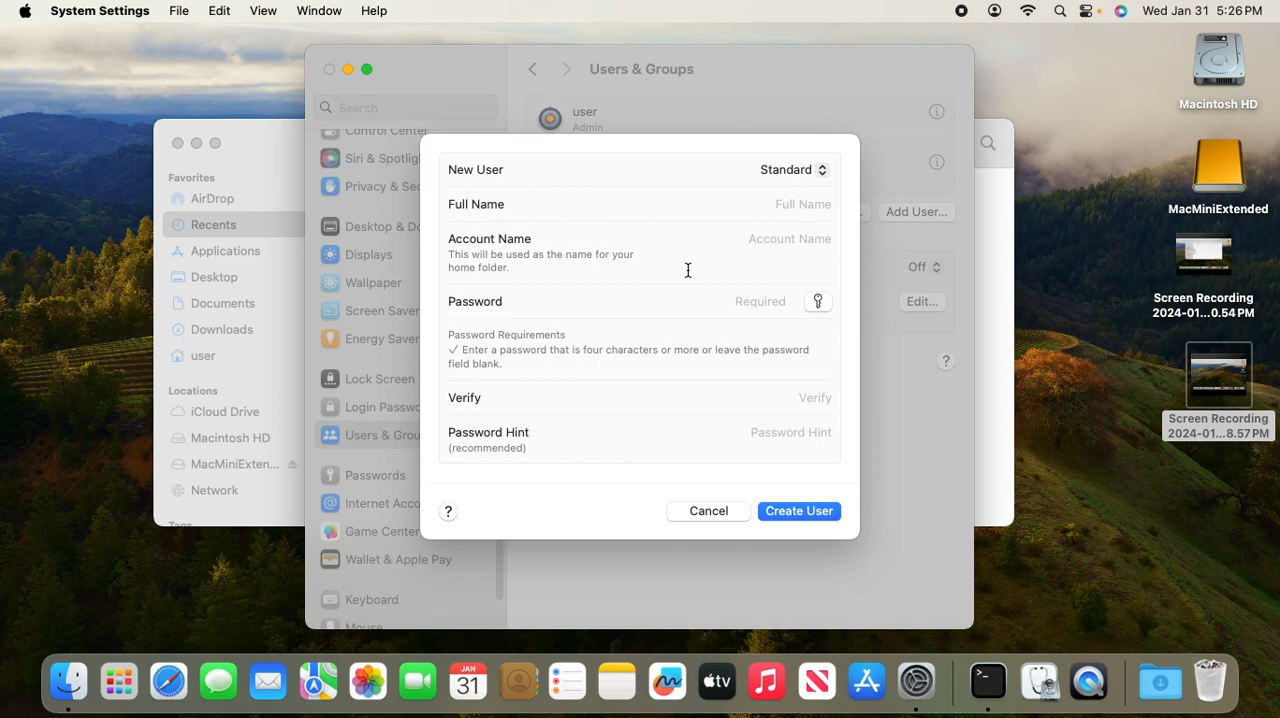 System Settings File Edit View Window Help
Wed Jan 31 5:26 PM
Users & Groups
Search
user
Admin
Control Center
Siri & Spotlig
Privacy & Sec
Desktop & Do
Displays
Wallpaper
Screen Saver
Energy Saver
Lock Screen
Login Passwo
Users & Grou
Passwords
Internet Acco
Game Center
Wallet & Apple Pay
Keyboard
Mouse
Add User...
Off
Edit...
?
Favorites
AirDrop
Recents
Applications
Desktop
Documents
Downloads
user
Locations
iCloud Drive
Macintosh HD
MacMiniExten...
Network
Tags
New User Standard
Full Name Full Name
Account Name Account Name
This will be used as the name for your
home folder.
Password Required
Password Requirements
✓ Enter a password that is four characters or more or leave the password
field blank.
Verify Verify
Password Hint Password Hint
(recommended)
? Cancel Create User
Macintosh HD
MacMiniExtended
Screen Recording
2024-01...0.54 PM
Screen Recording
2024-01...8.57 PM
JAN
31
tv